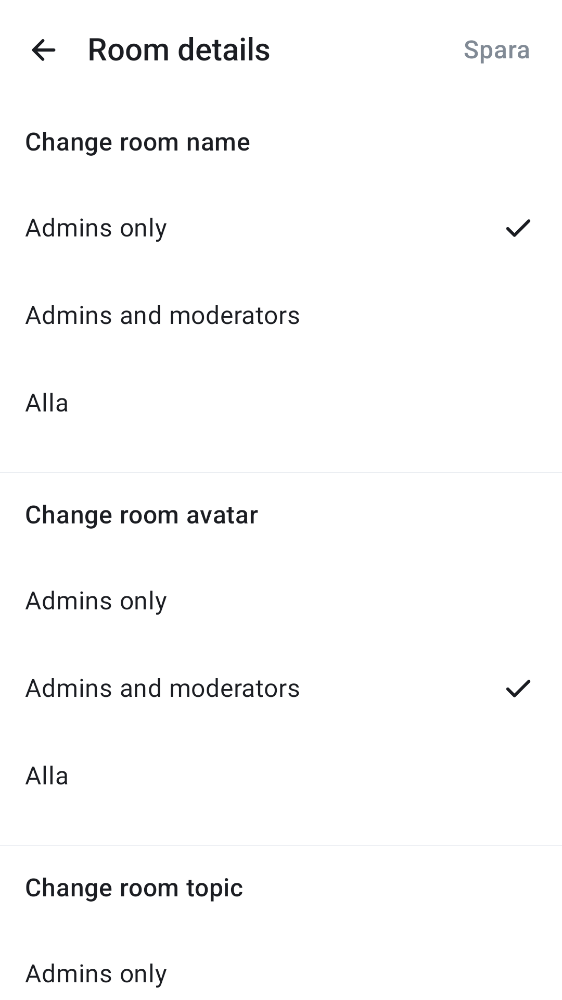 Room details
Spara
Change room name
Admins only
Admins and moderators
Alla
Change room avatar
Admins only
Admins and moderators
Alla
Change room topic
Admins only